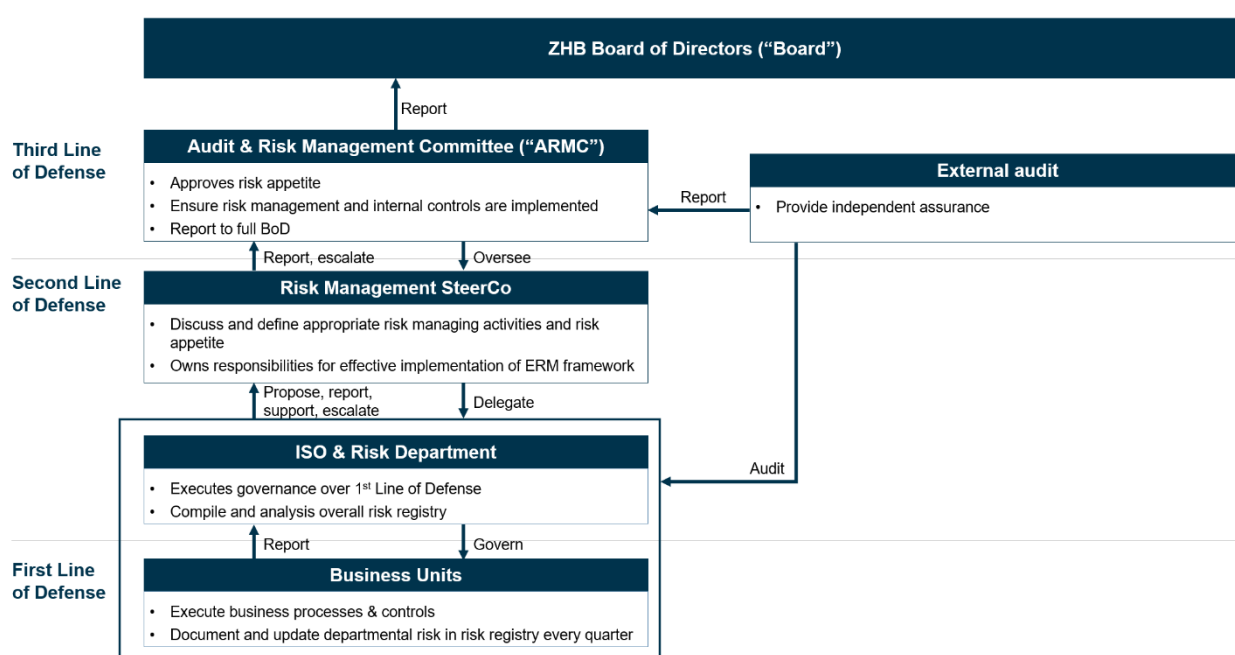 ZHB Board of Directors (“Board”)
Report
Third Line
of Defense
Audit & Risk Management Committee (“ARMC”)
• Approves risk appetite
• Ensure risk management and internal controls are implemented
• Report to full BoD
External audit
• Provide independent assurance
Report
Report, escalate
Oversee
Second Line
of Defense
Risk Management SteerCo
• Discuss and define appropriate risk managing activities and risk
appetite
• Owns responsibilities for effective implementation of ERM framework
Propose, report,
support, escalate
Delegate
ISO & Risk Department
• Executes governance over 1st Line of Defense
• Compile and analysis overall risk registry
Audit
Report
Govern
First Line
of Defense
Business Units
• Execute business processes & controls
• Document and update departmental risk in risk registry every quarter